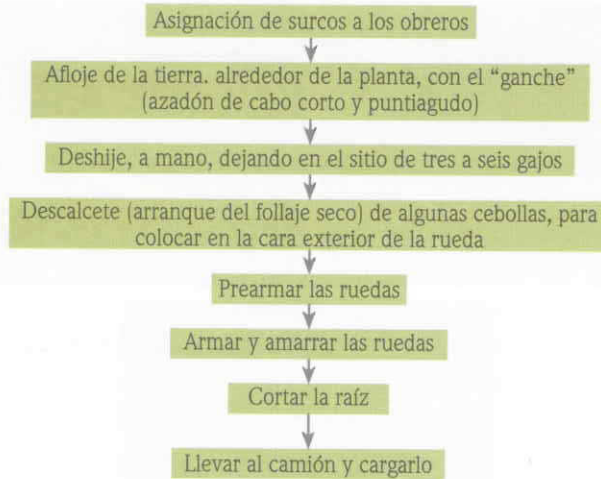 Asignación de surcos a los obreros
Afloje de la tierra. alrededor de la planta, con el “ganche”
(azadón de cabo corto y puntiagudo)
Deshije, a mano, dejando en el sitio de tres a seis gajos
Descalcete (arranque del follaje seco) de algunas cebollas, para
colocar en la cara exterior de la rueda
Prearmar las ruedas
Armar y amarrar las ruedas
Cortar la raíz
Llevar al camión y cargarlo